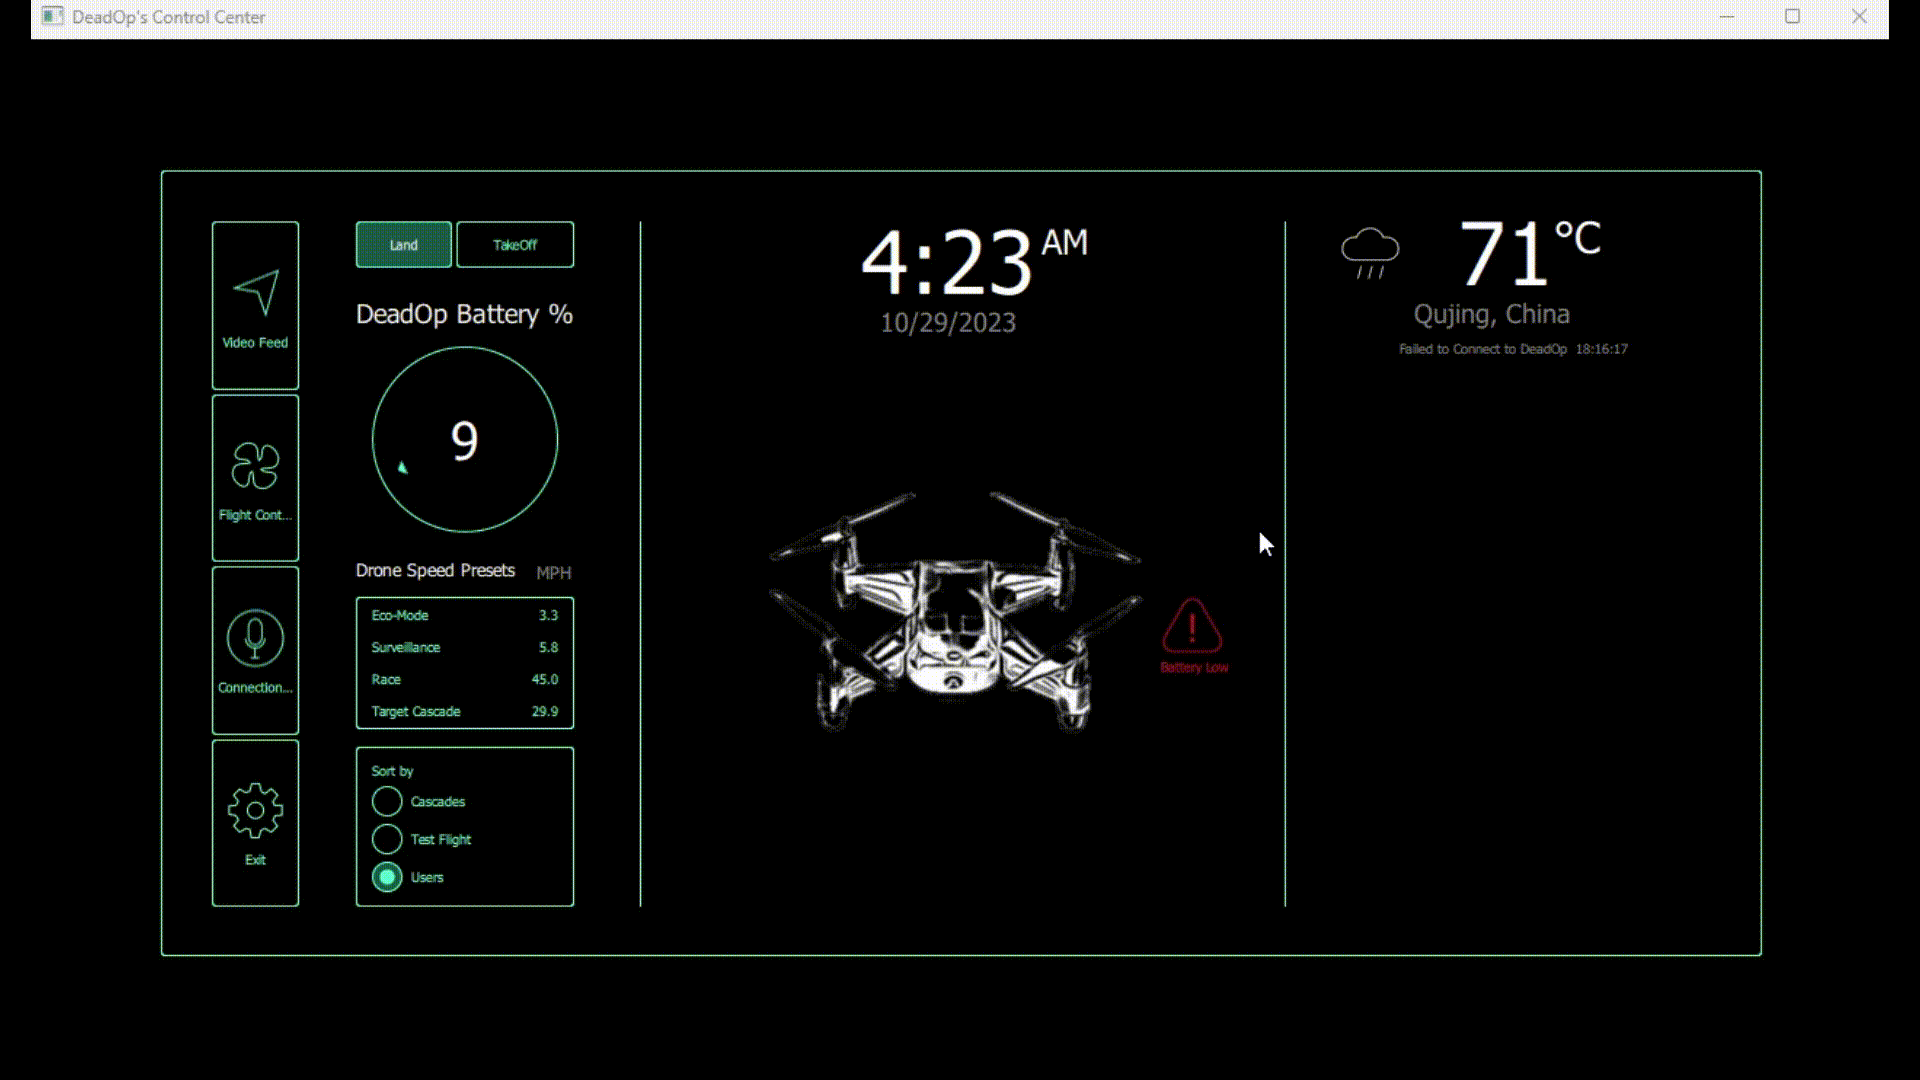 DeadOp's Control Center
Video Feed
Flight Cont...
Connection...
Exit
Land
TakeOff
DeadOp Battery %
9
Drone Speed Presets MPH
Eco-Mode 3.3
Surveillance 5.8
Race 45.0
Target Cascade 29.9
Sort by
Cascades
Test Flight
Users
4:23 AM
10/29/2023
Battery Low
71°C
Qujing, China
Failed to Connect to DeadOp 18:16:17